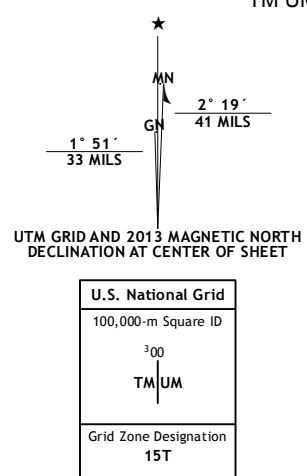 TM UM
★
MN
GN
2° 19´
41 MILS
1° 51´
33 MILS
UTM GRID AND 2013 MAGNETIC NORTH
DECLINATION AT CENTER OF SHEET
U.S. National Grid
100,000-m Square ID
³00
TM UM
Grid Zone Designation
15T